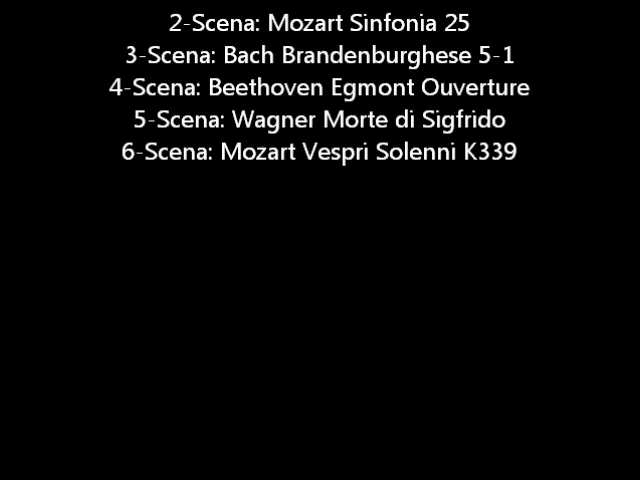 2-Scena: Mozart Sinfonia 25
3-Scena: Bach Brandenburghese 5-1
4-Scena: Beethoven Egmont Ouverture
5-Scena: Wagner Morte di Sigfrido
6-Scena: Mozart Vespri Solenni K339